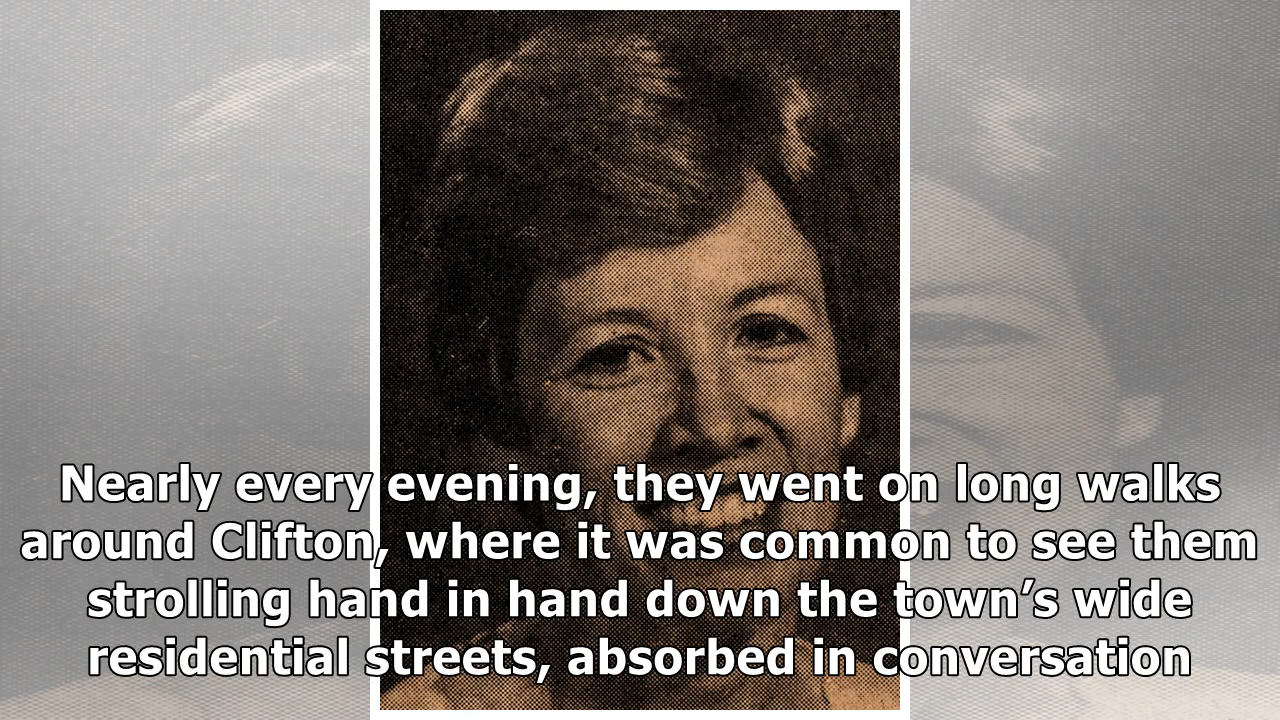 Nearly every evening, they went on long walks
around Clifton, where it was common to see them
strolling hand in hand down the town’s wide
residential streets, absorbed in conversation